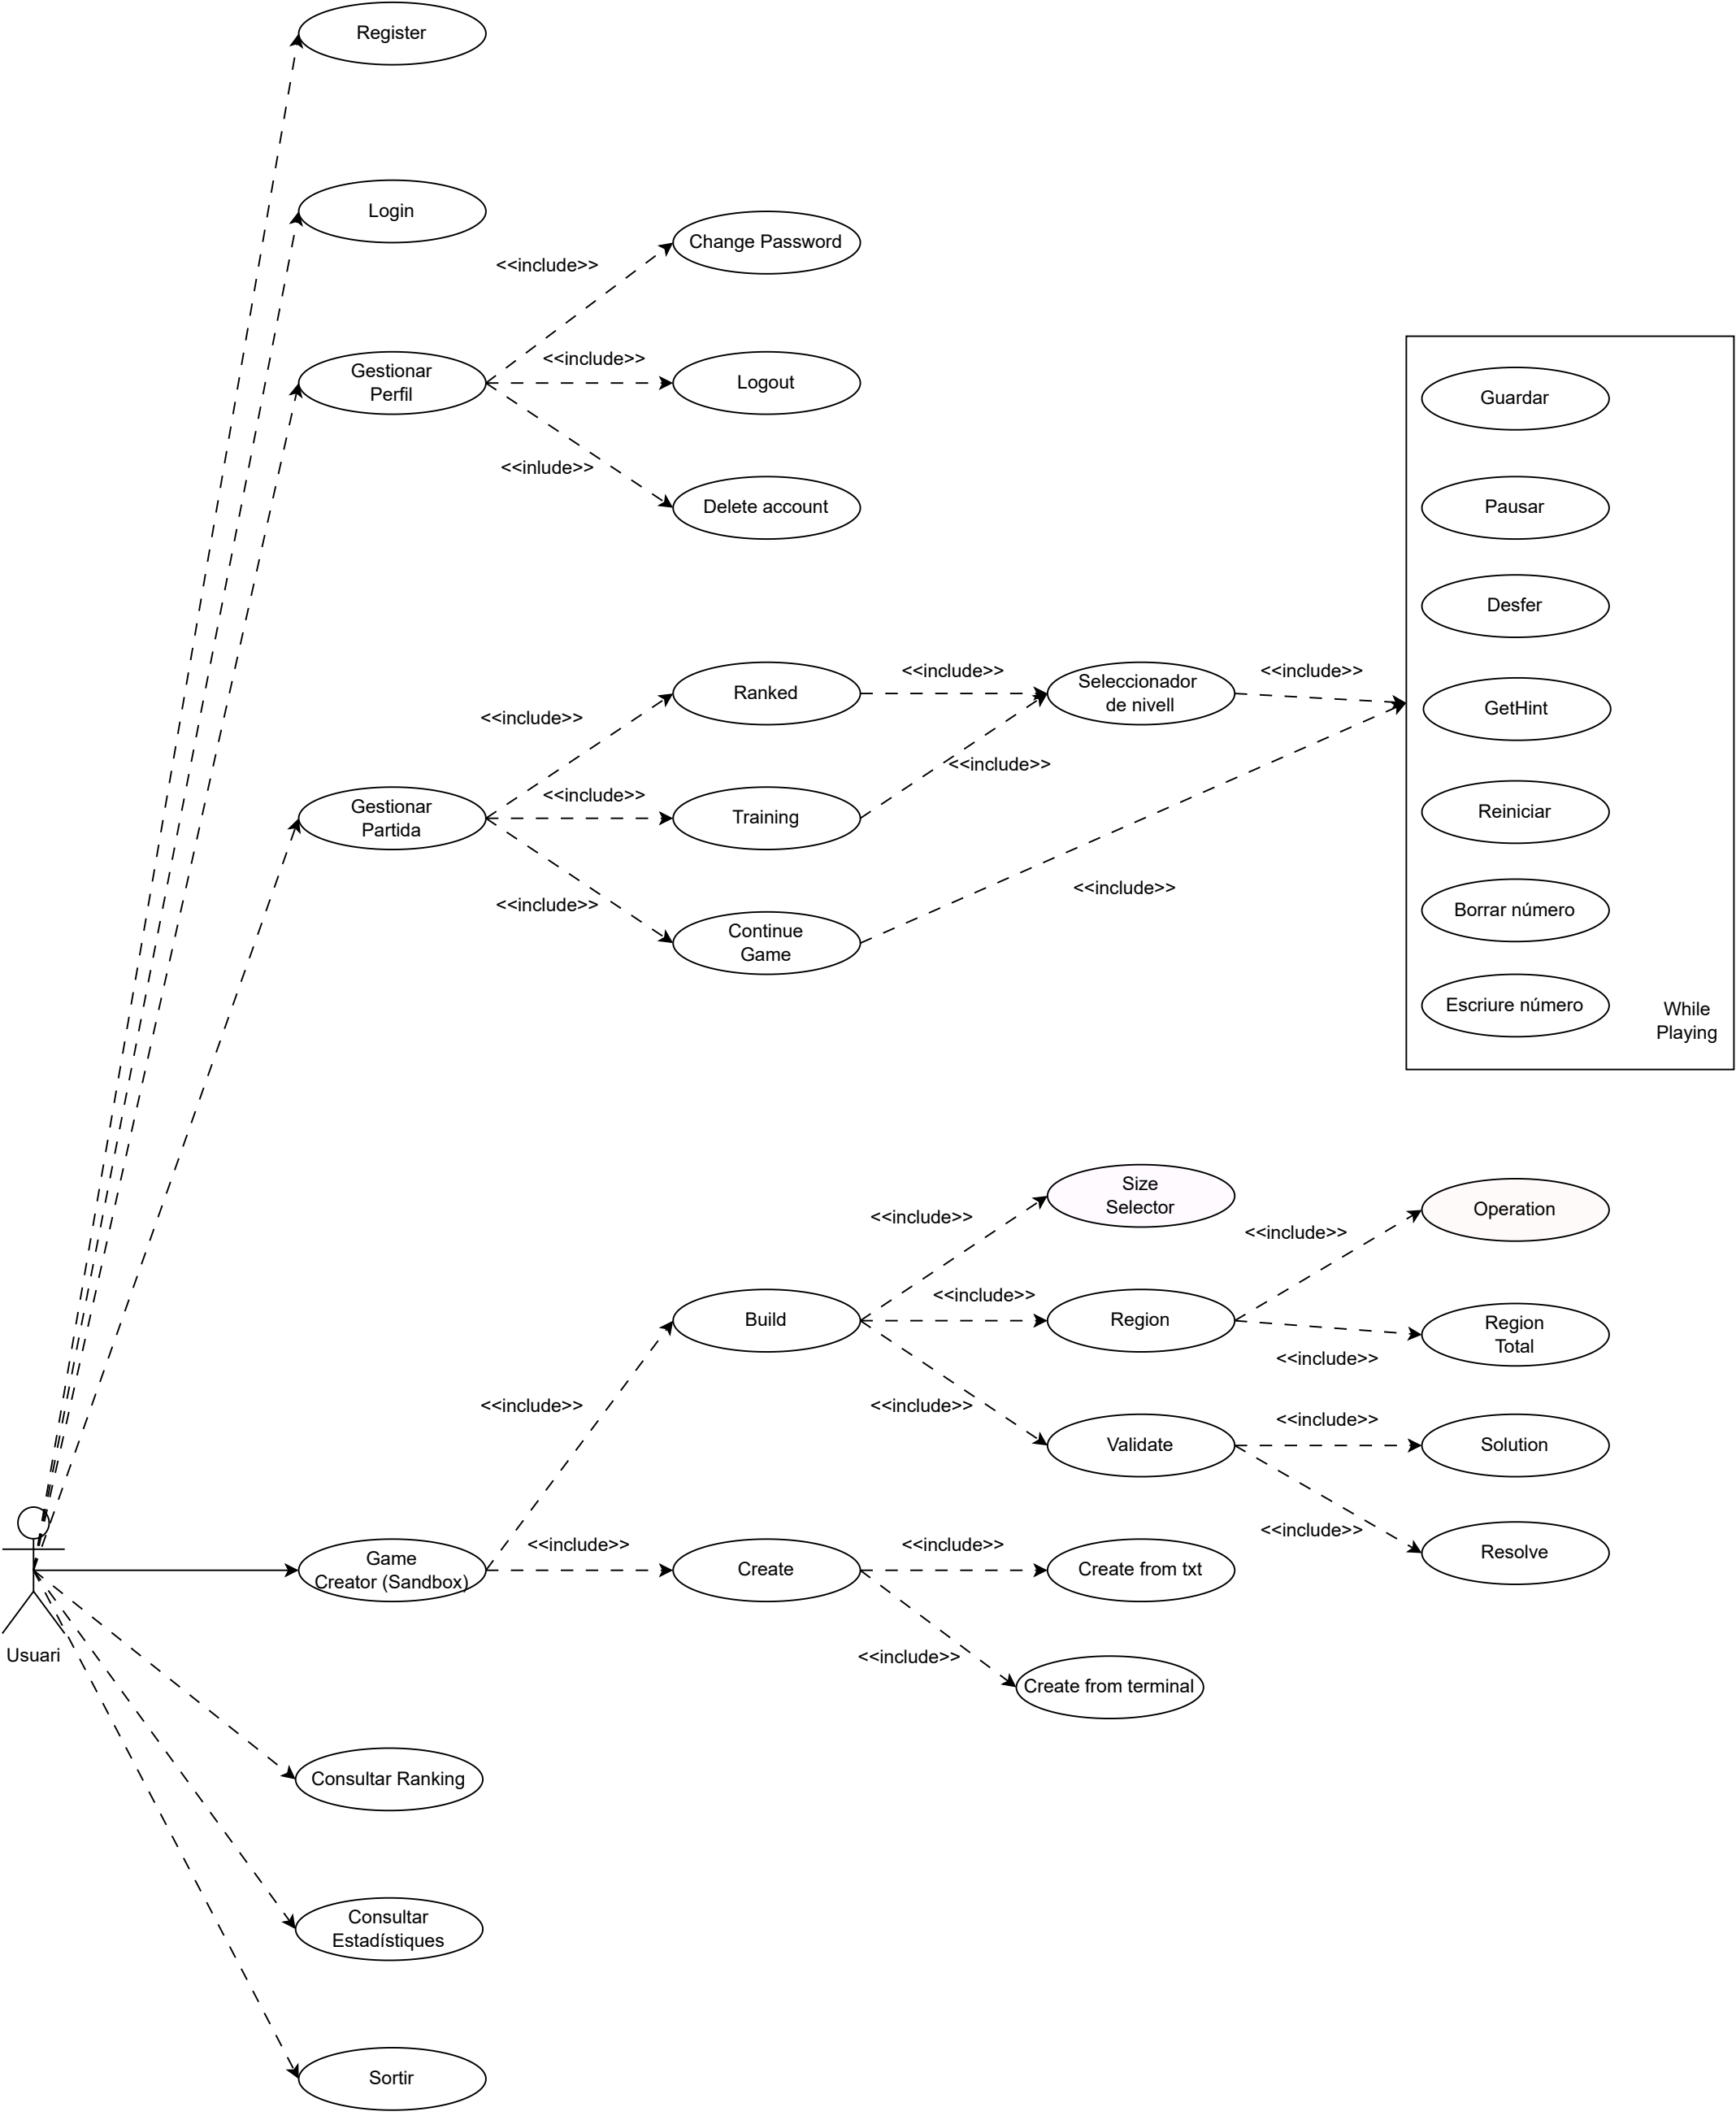 Register
Login
Change Password
<<include>>
Gestionar
Perfil
<<include>>
Logout
<<inlude>>
Delete account
Guardar
Pausar
Desfer
GetHint
Reiniciar
Borrar número
Escriure número
While
Playing
Ranked
<<include>>
Seleccionador
de nivell
<<include>>
<<include>>
<<include>>
Gestionar
Partida
<<include>>
Training
<<include>>
<<include>>
Continue
Game
Size
Selector
<<include>>
Operation
<<include>>
Build
<<include>>
Region
Region
Total
<<include>>
<<include>>
<<include>>
Validate
<<include>>
Solution
<<include>>
Resolve
Game
Creator (Sandbox)
<<include>>
Create
<<include>>
Create from txt
<<include>>
Create from terminal
Usuari
Consultar Ranking
Consultar
Estadístiques
Sortir